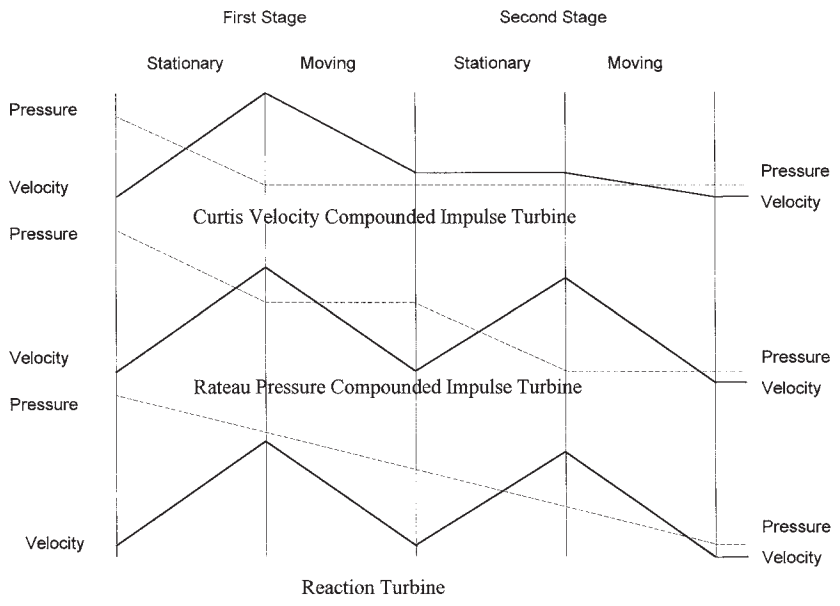 First Stage Second Stage
Stationary Moving Stationary Moving
Pressure
Pressure
Velocity
Velocity
Curtis Velocity Compounded Impulse Turbine
Pressure
Velocity
Pressure
Velocity
Rateau Pressure Compounded Impulse Turbine
Pressure
Pressure
Velocity
Velocity
Reaction Turbine